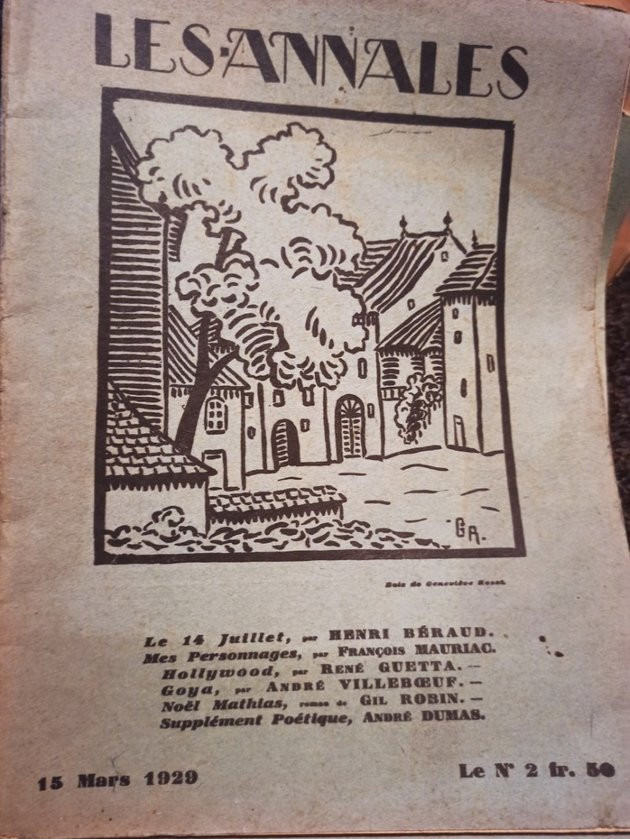 LES·ANNALES
GR.
Bois de Geneviève Rosot.
Le 14 Juillet, par HENRI BÉRAUD.
Mes Personnages, par FRANÇOIS MAURIAC.
Hollywood, par RENÉ GUETTA. —
Goya, par ANDRÉ VILLEBŒUF. —
Noël Mathias, roman de GIL ROBIN. —
Supplément Poétique, ANDRÉ DUMAS.
15 Mars 1929
Le N° 2 fr. 50